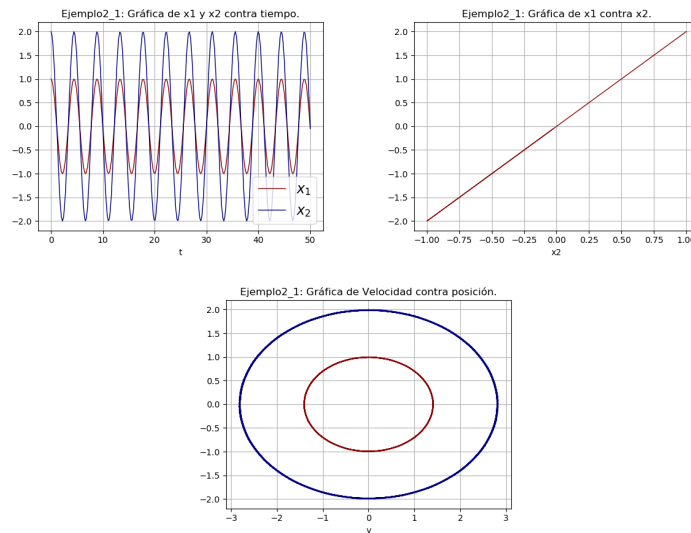 Ejemplo2_1: Gráfica de x1 y x2 contra tiempo.
2.0
1.5
1.0
0.5
0.0
−0.5
−1.0
−1.5
−2.0
x1
x2
0 10 20 30 40 50
t
Ejemplo2_1: Gráfica de x1 contra x2.
2.0
1.5
1.0
0.5
0.0
−0.5
−1.0
−1.5
−2.0
−1.00 −0.75 −0.50 −0.25 0.00 0.25 0.50 0.75 1.00
x2
Ejemplo2_1: Gráfica de Velocidad contra posición.
2.0
1.5
1.0
0.5
0.0
−0.5
−1.0
−1.5
−2.0
−3 −2 −1 0 1 2 3
v